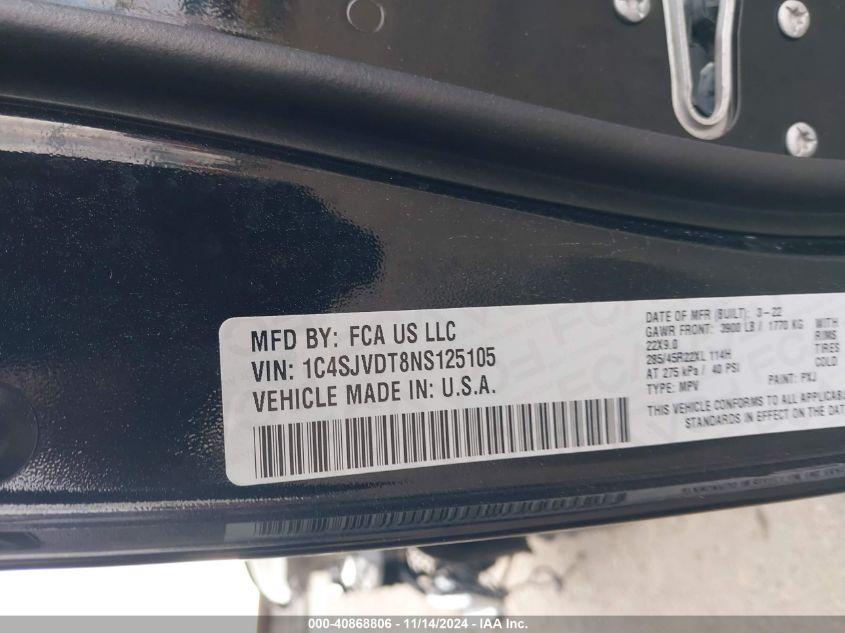 MFD BY: FCA US LLC
VIN: 1C4SJVDT8NS125105
VEHICLE MADE IN: U.S.A.
DATE OF MFR (BUILT): 3-22
GAWR FRONT: 3900 LB / 1770 KG WITH
22X9.0 RIMS
285/45R22XL 114H TIRES
AT 275 kPa / 40 PSI COLD
TYPE: MPV PAINT: PXJ
THIS VEHICLE CONFORMS TO ALL APPLICAB
STANDARDS IN EFFECT ON THE DAT
000-40868806 - 11/14/2024 - IAA Inc.